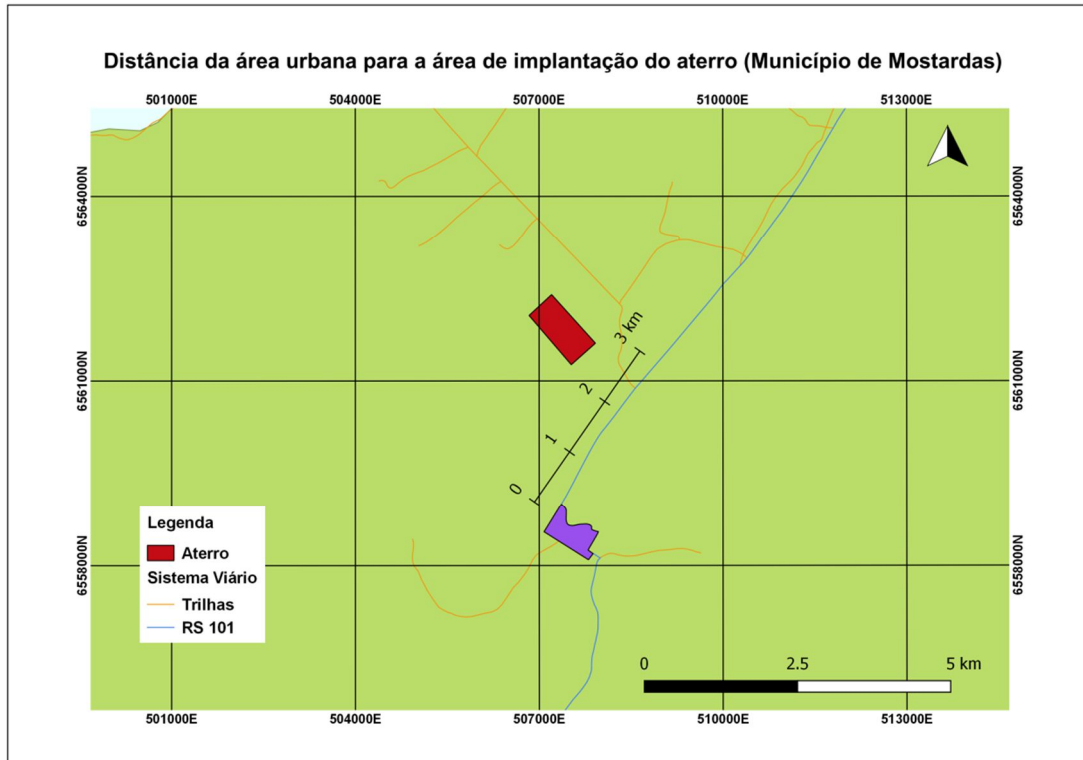 Distância da área urbana para a área de implantação do aterro (Município de Mostardas)
501000E 504000E 507000E 510000E 513000E
6564000N 6564000N
3 km
6561000N 6561000N
2
1
0
Legenda
Aterro
Sistema Viário
Trilhas
RS 101
6558000N 6558000N
0 2.5 5 km
501000E 504000E 507000E 510000E 513000E